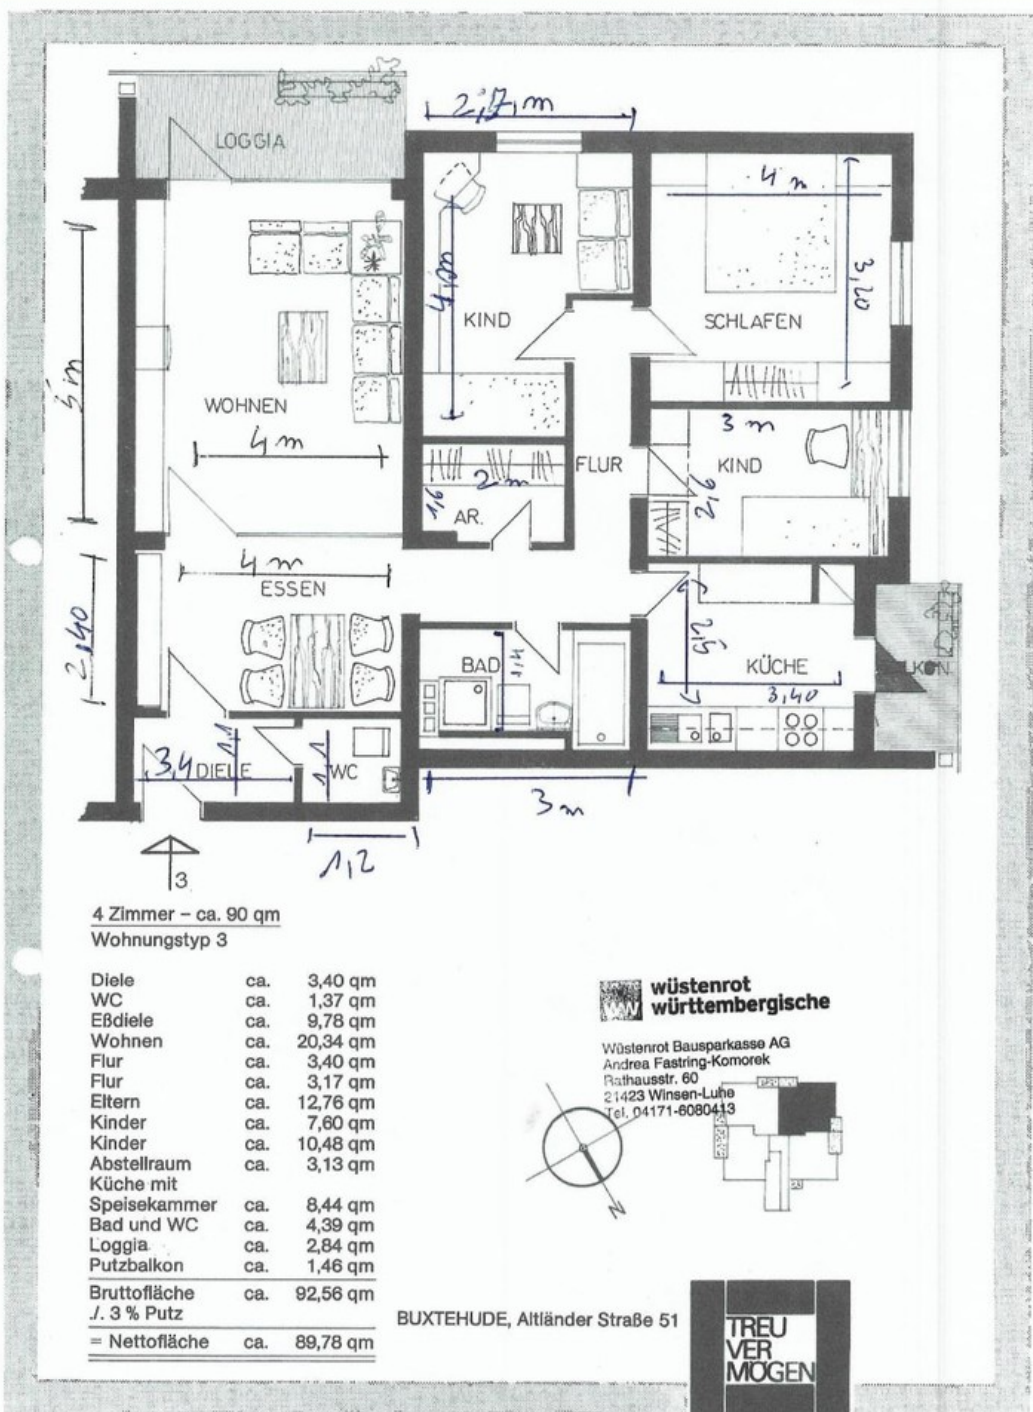 2,7 m
LOGGIA
4 m
4 m
3,20
KIND
SCHLAFEN
5 m
WOHNEN
4 m
3 m
FLUR
KIND
2 m
1,6
2,6
AR.
4 m
ESSEN
2,40
2,5
BAD
1,4
KÜCHE
3,40
3,4
DIELE
1,1
1,1
WC
3 m
1,2
3
4 Zimmer – ca. 90 qm
Wohnungstyp 3
Diele ca. 3,40 qm
WC ca. 1,37 qm
Eßdiele ca. 9,78 qm
Wohnen ca. 20,34 qm
Flur ca. 3,40 qm
Flur ca. 3,17 qm
Eltern ca. 12,76 qm
Kinder ca. 7,60 qm
Kinder ca. 10,48 qm
Abstellraum ca. 3,13 qm
Küche mit
Speisekammer ca. 8,44 qm
Bad und WC ca. 4,39 qm
Loggia ca. 2,84 qm
Putzbalkon ca. 1,46 qm
Bruttofläche ca. 92,56 qm
./. 3 % Putz
= Nettofläche ca. 89,78 qm
wüstenrot
württembergische
Wüstenrot Bausparkasse AG
Andrea Fastring-Komorek
Rathausstr. 60
21423 Winsen-Luhe
Tel. 04171-6080413
N
BUXTEHUDE, Altländer Straße 51
TREU
VER
MÖGEN